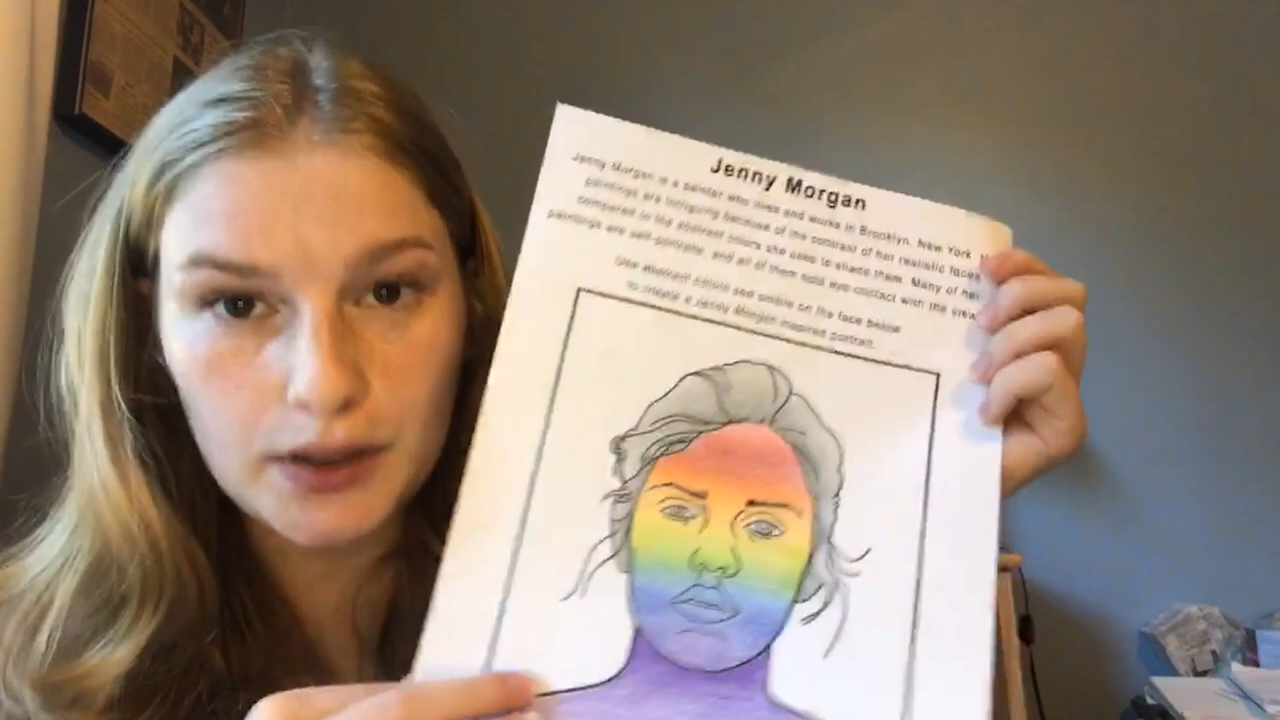 Jenny Morgan
Jenny Morgan is a painter who lives and works in Brooklyn, New York. H
paintings are intriguing because of the contrast of her realistic faces
compared to the abstract colors she uses to shade them. Many of her
paintings are self-portraits, and all of them hold eye-contact with the view
Use abstract colors and shade on the face below
to create a Jenny Morgan inspired portrait.